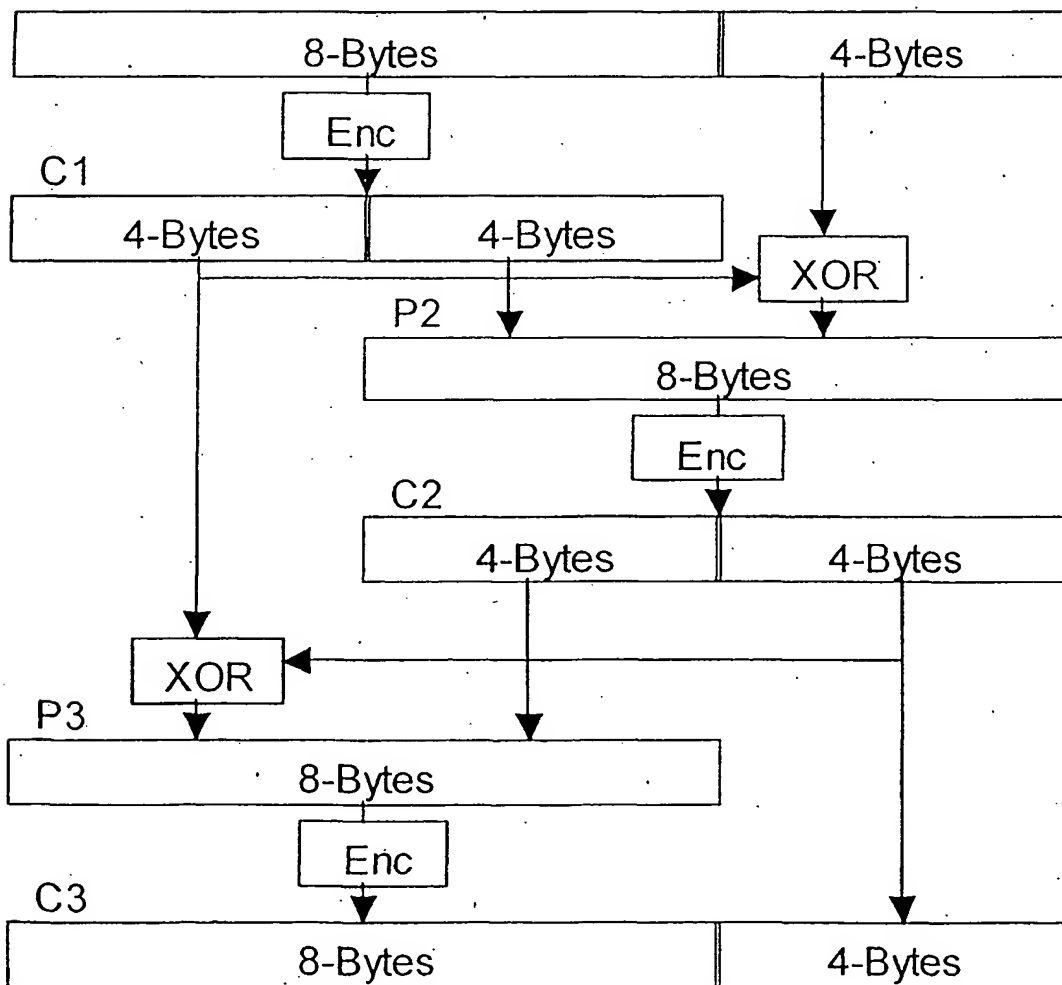 8-Bytes 4-Bytes
Enc
C1
4-Bytes 4-Bytes
XOR
P2
8-Bytes
Enc
C2
4-Bytes 4-Bytes
XOR
P3
8-Bytes
Enc
C3
8-Bytes 4-Bytes